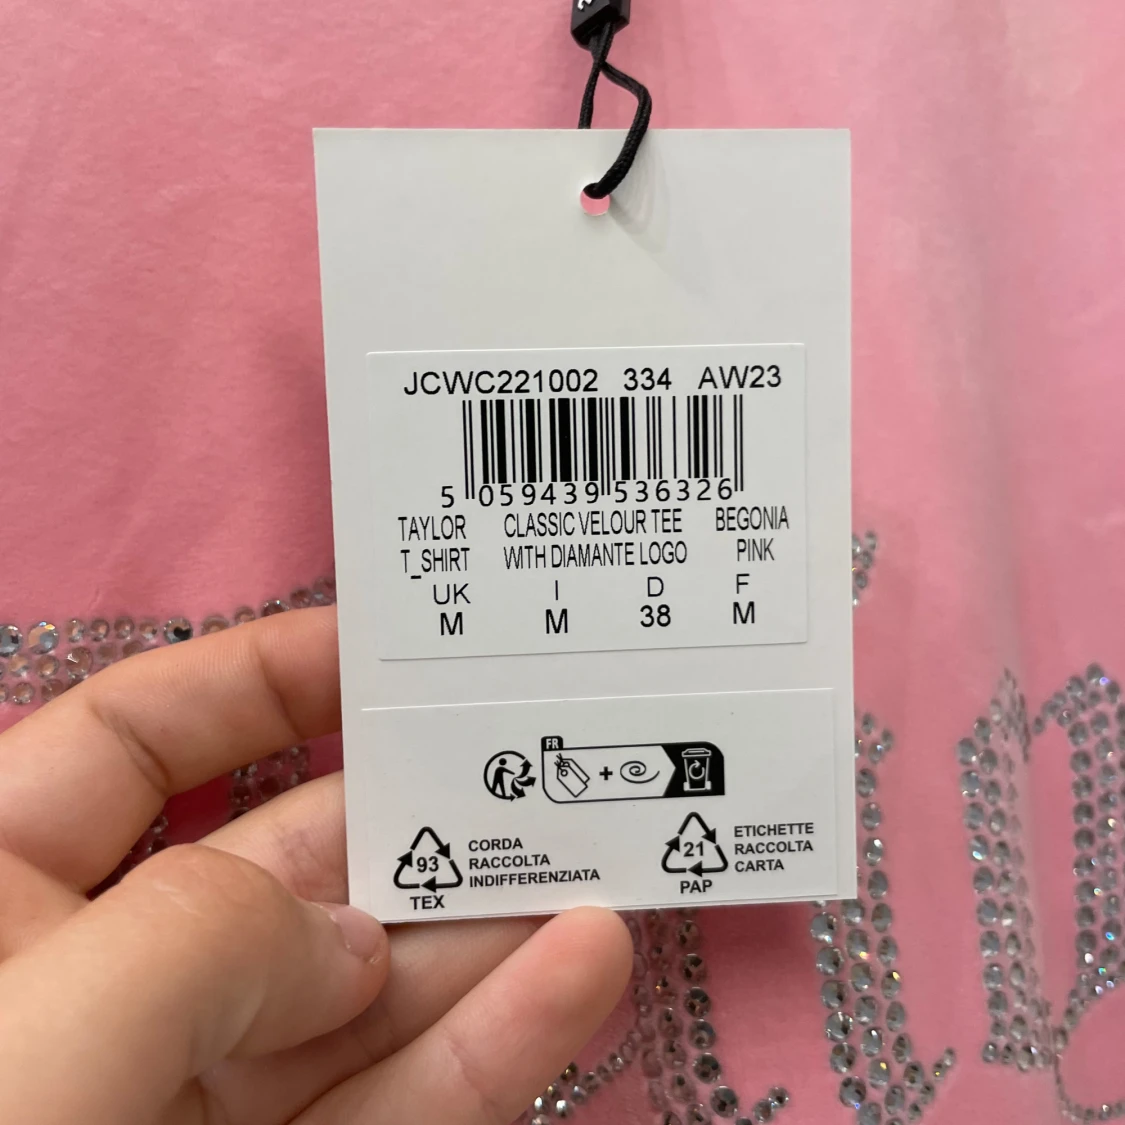 JCWC221002 334 AW23
5 059439 536326
TAYLOR CLASSIC VELOUR TEE BEGONIA
T_SHIRT WITH DIAMANTE LOGO PINK
UK I D F
M M 38 M
FR
93 CORDA
RACCOLTA
INDIFFERENZIATA
TEX
21 ETICHETTE
RACCOLTA
CARTA
PAP